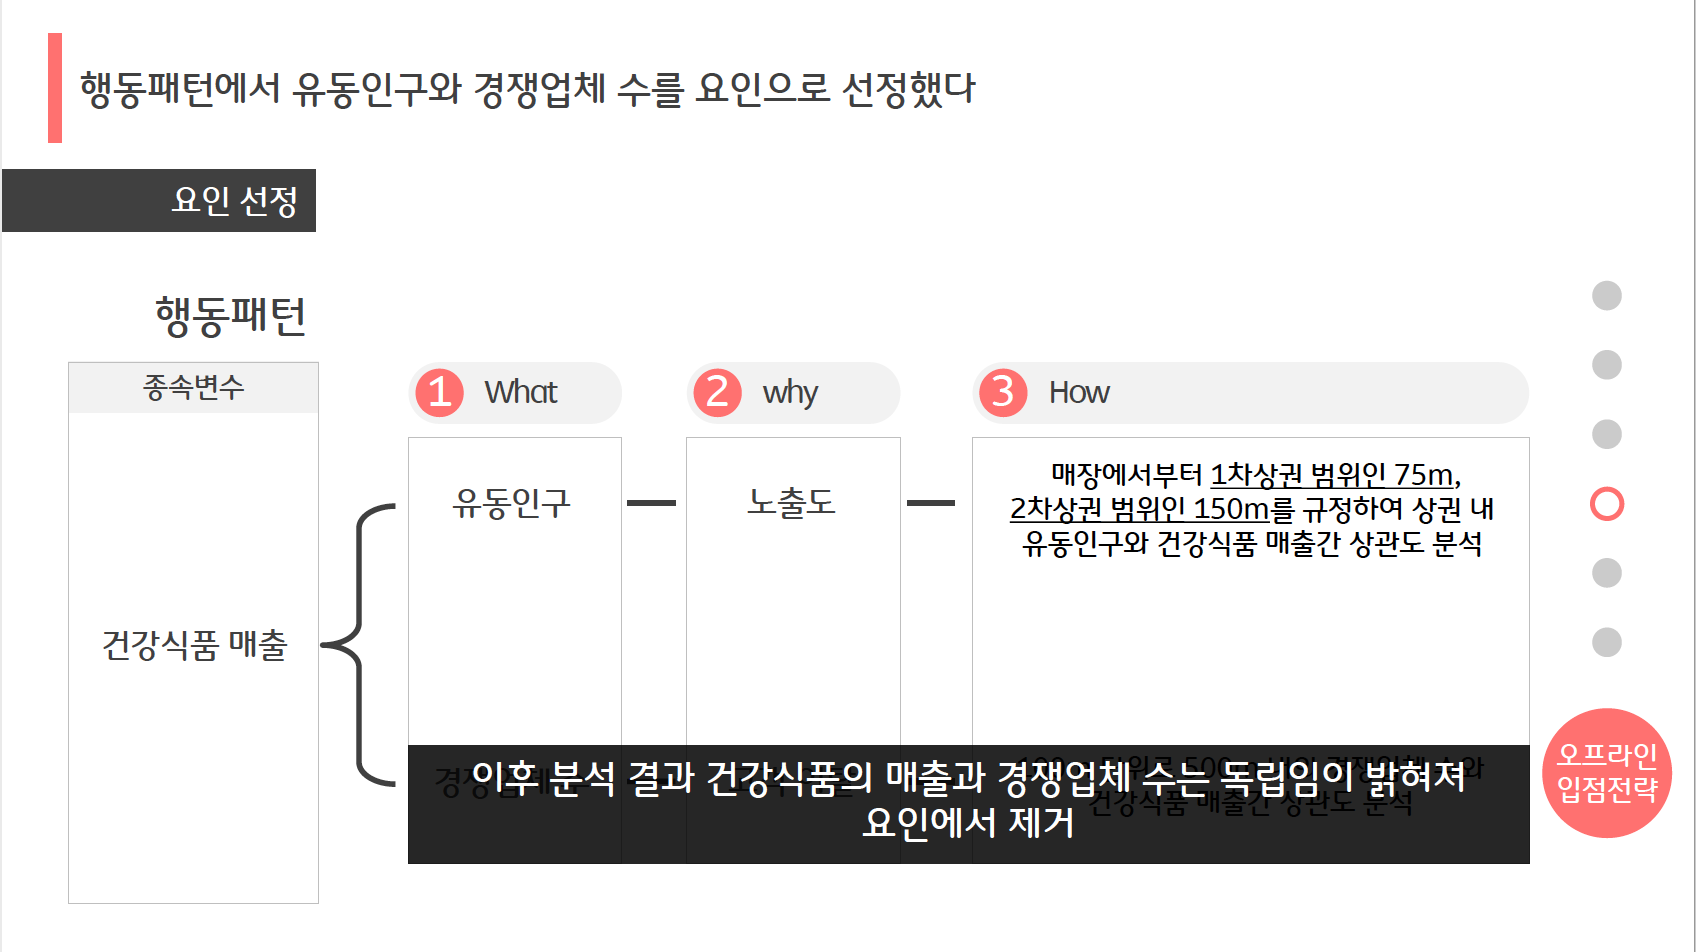 행동패턴에서 유동인구와 경쟁업체 수를 요인으로 선정했다
요인 선정
행동패턴
종속변수
건강식품 매출
1 What
2 why
3 How
유동인구
노출도
매장에서부터 1차상권 범위인 75m,
2차상권 범위인 150m를 규정하여 상권 내
유동인구와 건강식품 매출간 상관도 분석
이후 분석 결과 건강식품의 매출과 경쟁업체 수는 독립임이 밝혀져
요인에서 제거
건강식품 매출간 상관도 분석
오프라인
입점전략